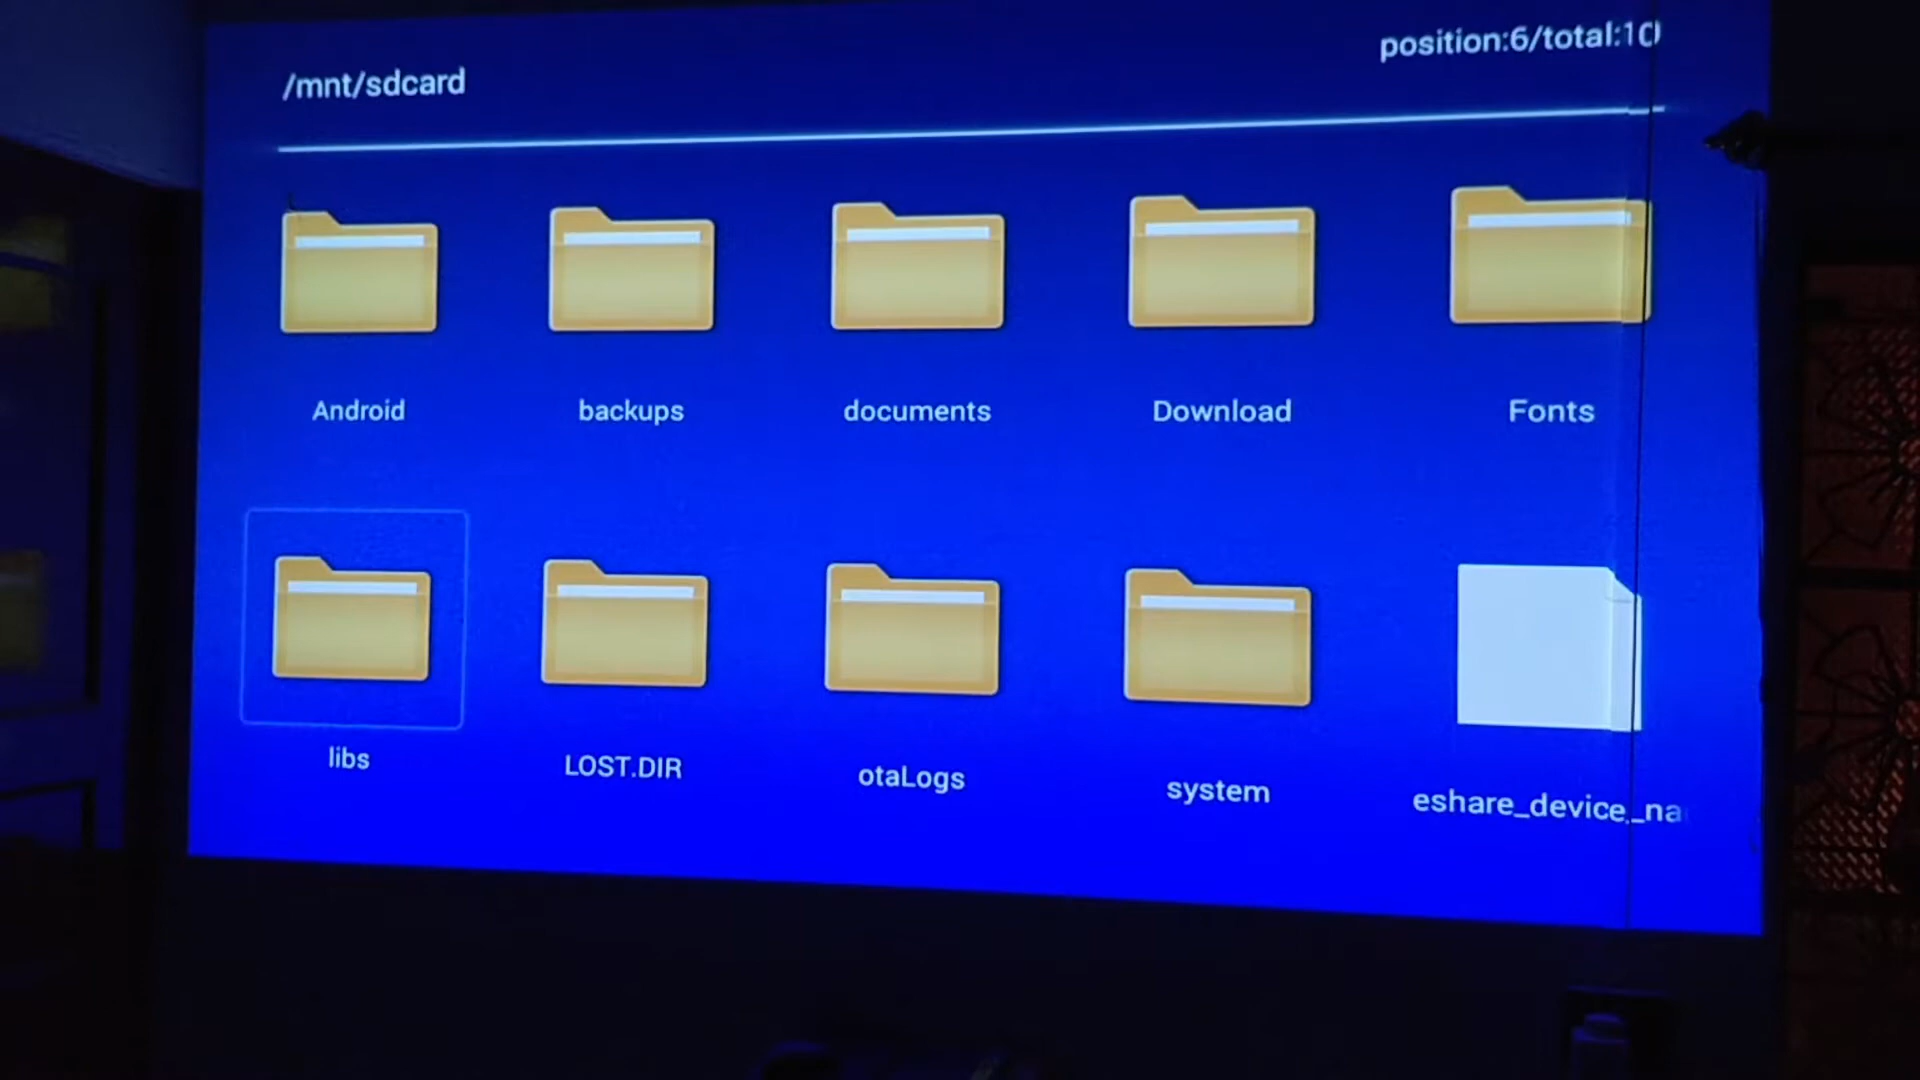 /mnt/sdcard
position:6/total:10
Android
backups
documents
Download
Fonts
libs
LOST.DIR
otaLogs
system
eshare_device_na